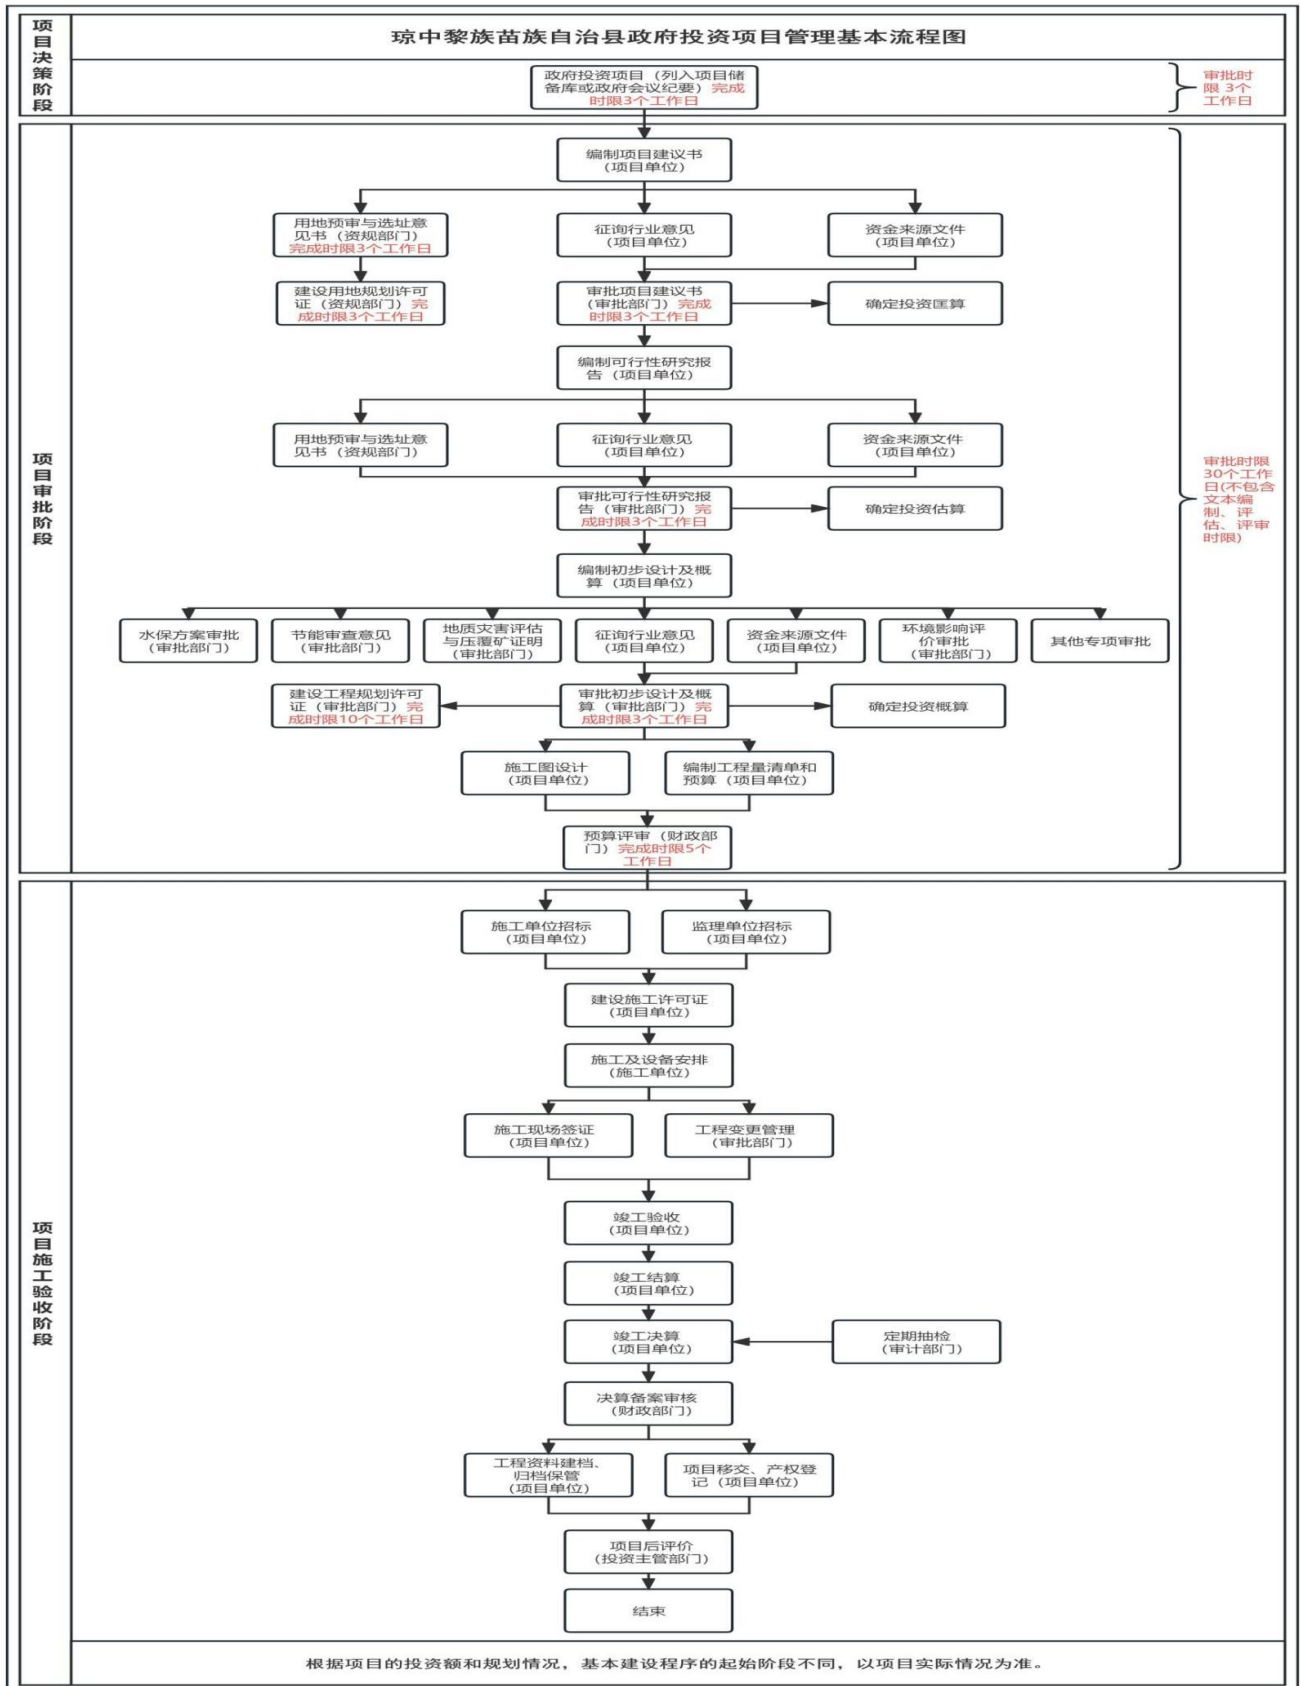 项目决策阶段
琼中黎族苗族自治县政府投资项目管理基本流程图
政府投资项目（列入项目储
备库或政府会议纪要）完成
时限3个工作日
审批时
限 3个
工作日
项目审批阶段
编制项目建议书
(项目单位)
用地预审与选址意
见书（资规部门）
完成时限3个工作日
征询行业意见
(项目单位)
资金来源文件
(项目单位)
建设用地规划许可
证（资规部门）完
成时限3个工作日
审批项目建议书
(审批部门）完成
时限3个工作日
确定投资匡算
编制可行性研究报
告（项目单位）
用地预审与选址意
见书（资规部门）
征询行业意见
(项目单位)
资金来源文件
(项目单位)
审批时限
30个工作
日(不包含
文本编
制、评
估、评审
时限)
审批可行性研究报
告（审批部门）完
成时限3个工作日
确定投资估算
编制初步设计及概
算（项目单位）
水保方案审批
(审批部门)
节能审查意见
(审批部门)
地质灾害评估
与压覆矿证明
(审批部门)
征询行业意见
(项目单位)
资金来源文件
(项目单位)
环境影响评
价审批
(审批部门)
其他专项审批
建设工程规划许可
证（审批部门）完
成时限10个工作日
审批初步设计及概
算（审批部门）完
成时限3个工作日
确定投资概算
施工图设计
(项目单位)
编制工程量清单和
预算（项目单位）
预算评审（财政部
门）完成时限5个
工作日
项目施工验收阶段
施工单位招标
(项目单位)
监理单位招标
(项目单位)
建设施工许可证
(项目单位)
施工及设备安排
(施工单位)
施工现场签证
(项目单位)
工程变更管理
(审批部门)
竣工验收
(项目单位)
竣工结算
(项目单位)
竣工决算
(项目单位)
定期抽检
(审计部门)
决算备案审核
(财政部门)
工程资料建档、
归档保管
(项目单位)
项目移交、产权登
记（项目单位）
项目后评价
(投资主管部门)
结束
根据项目的投资额和规划情况，基本建设程序的起始阶段不同，以项目实际情况为准。